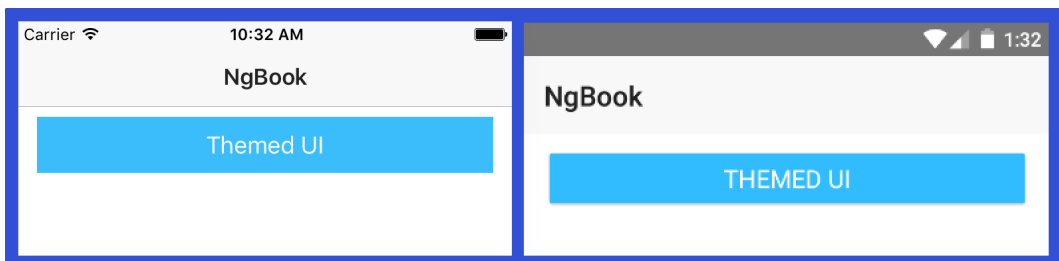 Carrier 10:32 AM
NgBook
Themed UI
1:32
NgBook
THEMED UI